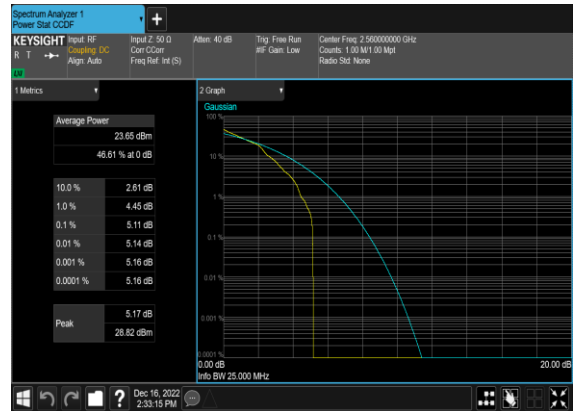 Spectrum Analyzer 1
Power Stat CCDF
KEYSIGHT
R T
LV
Input: RF
Coupling: DC
Align: Auto
Input Z: 50 Ω
Corr CCorr
Freq Ref: Int (S)
Atten: 40 dB
Trig: Free Run
#IF Gain: Low
Center Freq: 2.560000000 GHz
Counts: 1.00 M/1.00 Mpt
Radio Std: None
1 Metrics
Average Power
23.65 dBm
46.61 % at 0 dB
10.0 % 2.61 dB
1.0 % 4.45 dB
0.1 % 5.11 dB
0.01 % 5.14 dB
0.001 % 5.16 dB
0.0001 % 5.16 dB
Peak
5.17 dB
28.82 dBm
2 Graph
Gaussian
100 %
10 %
1 %
0.1 %
0.01 %
0.001 %
0.0001 %
0.00 dB 20.00 dB
Info BW 25.000 MHz
? Dec 16, 2022
2:33:15 PM